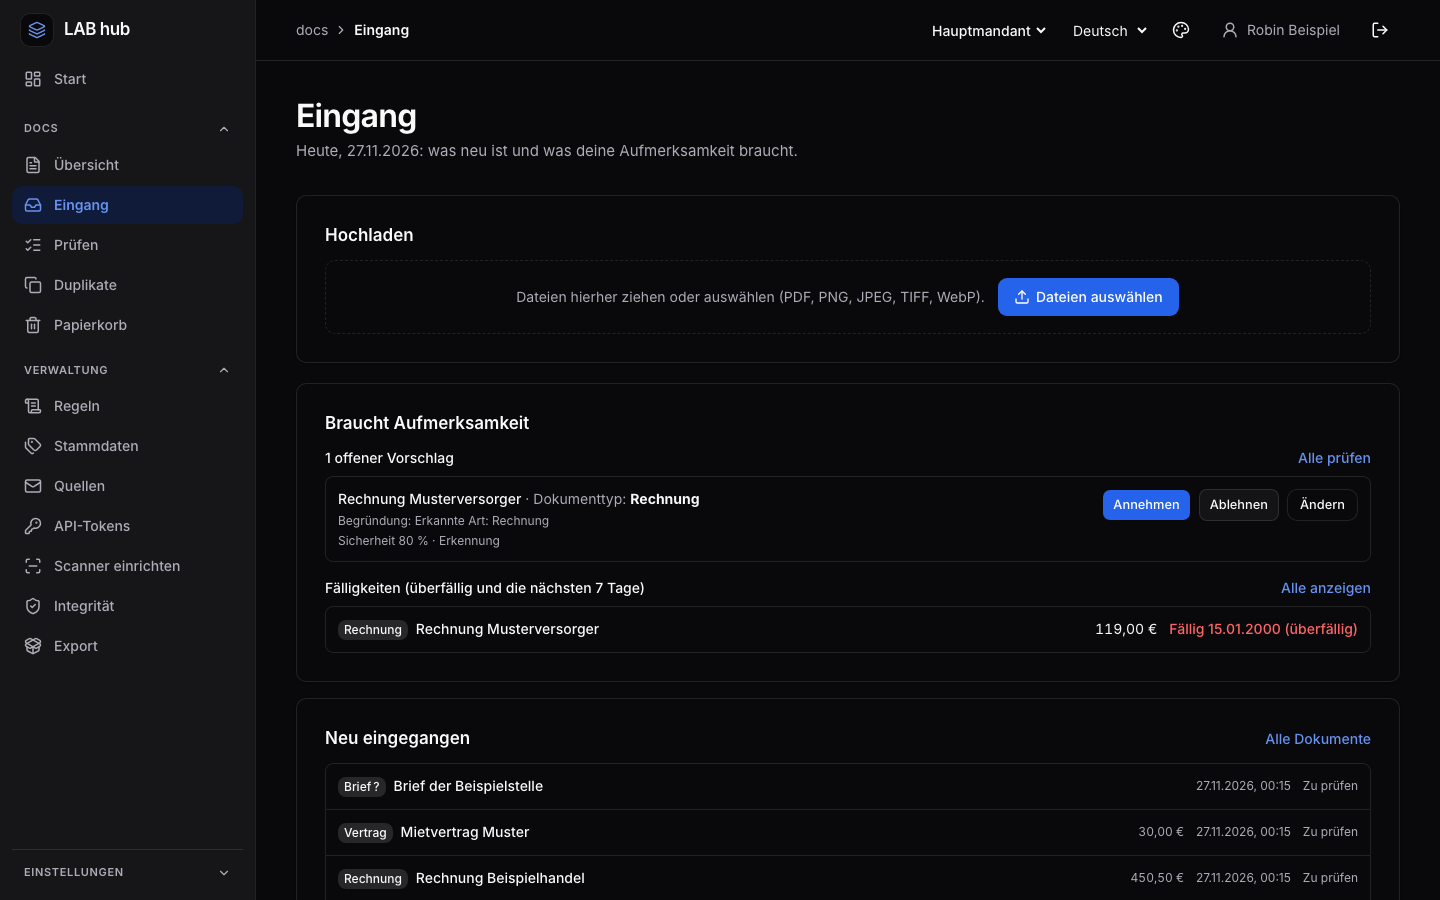 LAB hub
Start
DOCS
Übersicht
Eingang
Prüfen
Duplikate
Papierkorb
VERWALTUNG
Regeln
Stammdaten
Quellen
API-Tokens
Scanner einrichten
Integrität
Export
EINSTELLUNGEN
docs > Eingang
Hauptmandant
Deutsch
Robin Beispiel
Eingang
Heute, 27.11.2026: was neu ist und was deine Aufmerksamkeit braucht.
Hochladen
Dateien hierher ziehen oder auswählen (PDF, PNG, JPEG, TIFF, WebP).
Dateien auswählen
Braucht Aufmerksamkeit
1 offener Vorschlag
Alle prüfen
Rechnung Musterversorger · Dokumenttyp: Rechnung
Begründung: Erkannte Art: Rechnung
Sicherheit 80 % · Erkennung
Annehmen
Ablehnen
Ändern
Fälligkeiten (überfällig und die nächsten 7 Tage)
Alle anzeigen
Rechnung Rechnung Musterversorger 119,00 € Fällig 15.01.2000 (überfällig)
Neu eingegangen
Alle Dokumente
Brief ? Brief der Beispielstelle 27.11.2026, 00:15 Zu prüfen
Vertrag Mietvertrag Muster 30,00 € 27.11.2026, 00:15 Zu prüfen
Rechnung Rechnung Beispielhandel 450,50 € 27.11.2026, 00:15 Zu prüfen